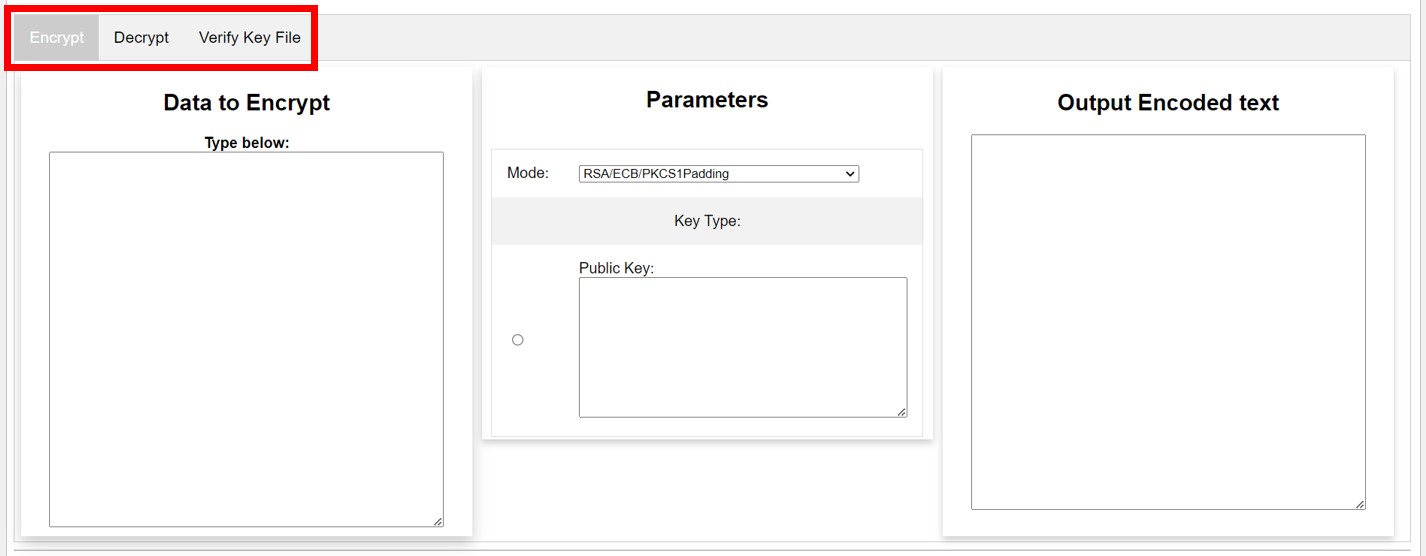 Encrypt Decrypt Verify Key File
Data to Encrypt
Type below:
Parameters
Mode: RSA/ECB/PKCS1Padding
Key Type:
Public Key:
Output Encoded text